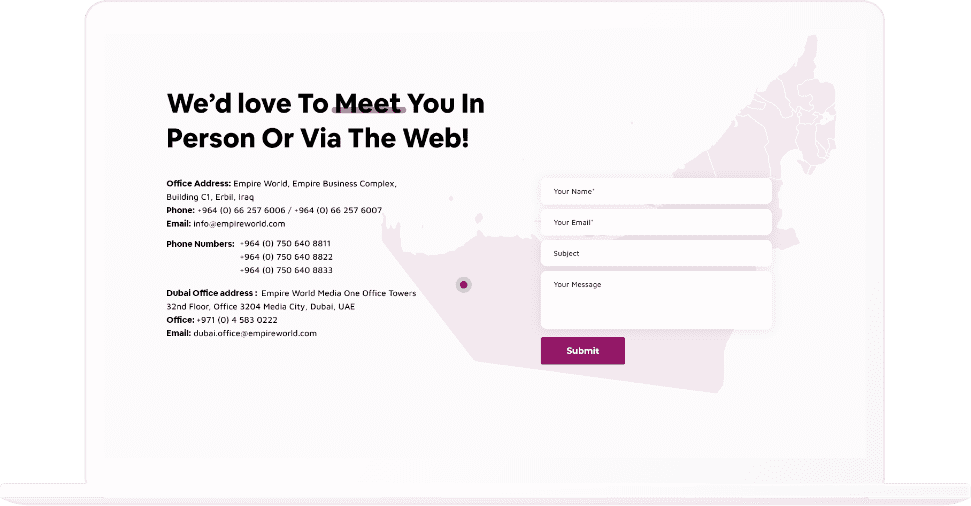 We'd love To Meet You In
Person Or Via The Web!
Office Address: Empire World, Empire Business Complex,
Building C1, Erbil, Iraq
Phone: +964 (0) 66 257 6006 / +964 (0) 66 257 6007
Email: info@empireworld.com
Phone Numbers: +964 (0) 750 640 8811
+964 (0) 750 640 8822
+964 (0) 750 640 8833
Dubai Office address : Empire World Media One Office Towers
32nd Floor, Office 3204 Media City, Dubai, UAE
Office: +971 (0) 4 583 0222
Email: dubai.office@empireworld.com
Your Name*
Your Email*
Subject
Your Message
Submit